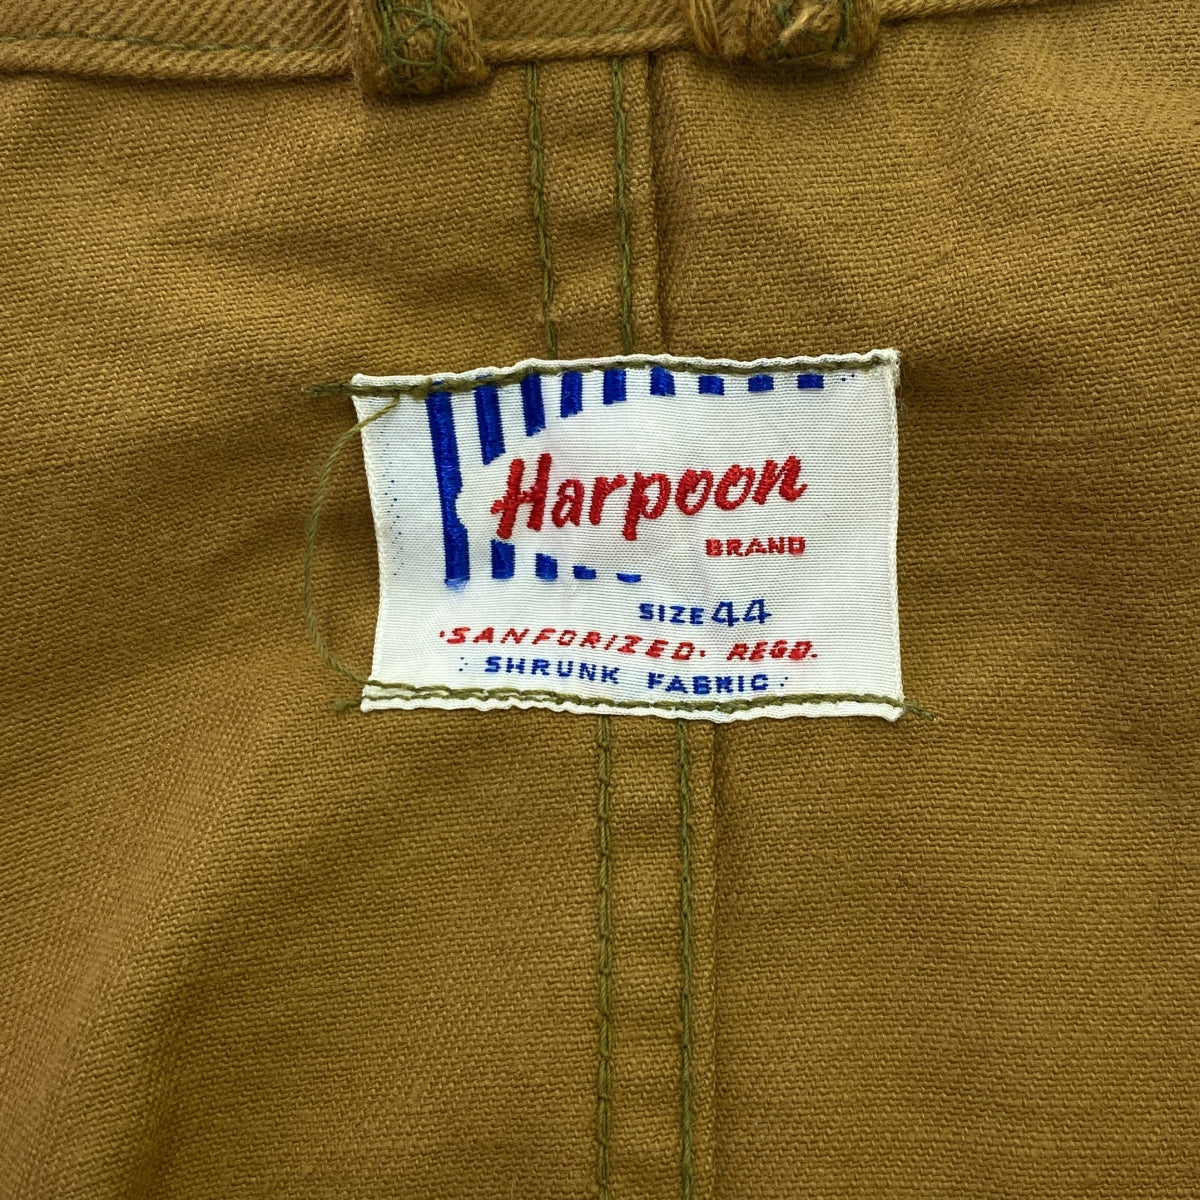 Harpoon
BRAND
SIZE 44
·SANFORIZED· REGD.
: SHRUNK FABRIC :